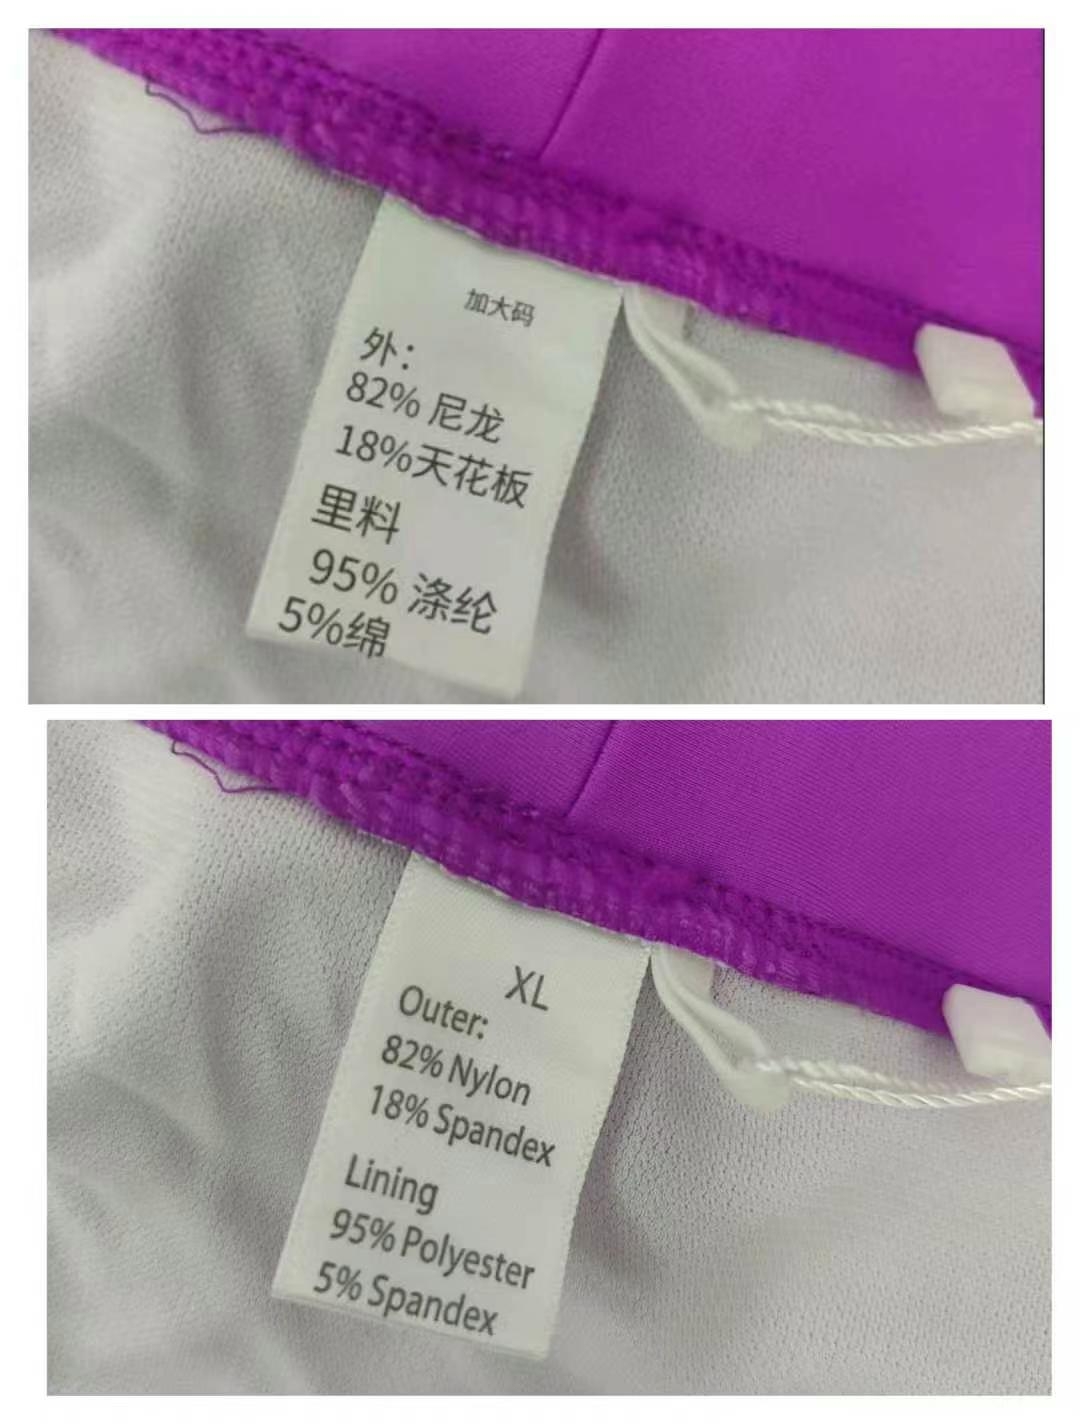 加大码
外：
82% 尼龙
18%天花板
里料
95% 涤纶
5%绵
XL
Outer:
82% Nylon
18% Spandex
Lining
95% Polyester
5% Spandex